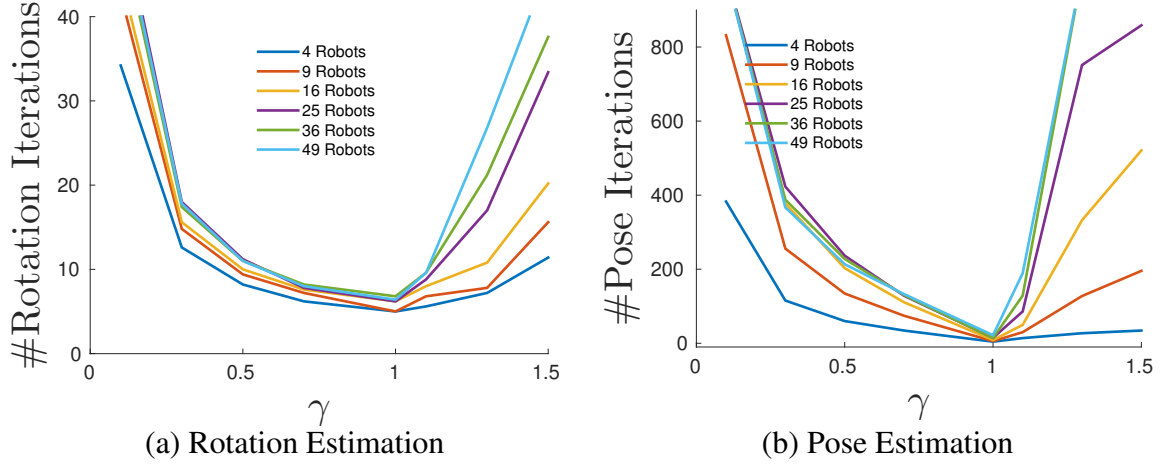 #Rotation Iterations
40
30
20
10
0
0
0.5
1
1.5
4 Robots
9 Robots
16 Robots
25 Robots
36 Robots
49 Robots
γ
(a) Rotation Estimation
#Pose Iterations
800
600
400
200
0
0
0.5
1
1.5
4 Robots
9 Robots
16 Robots
25 Robots
36 Robots
49 Robots
γ
(b) Pose Estimation